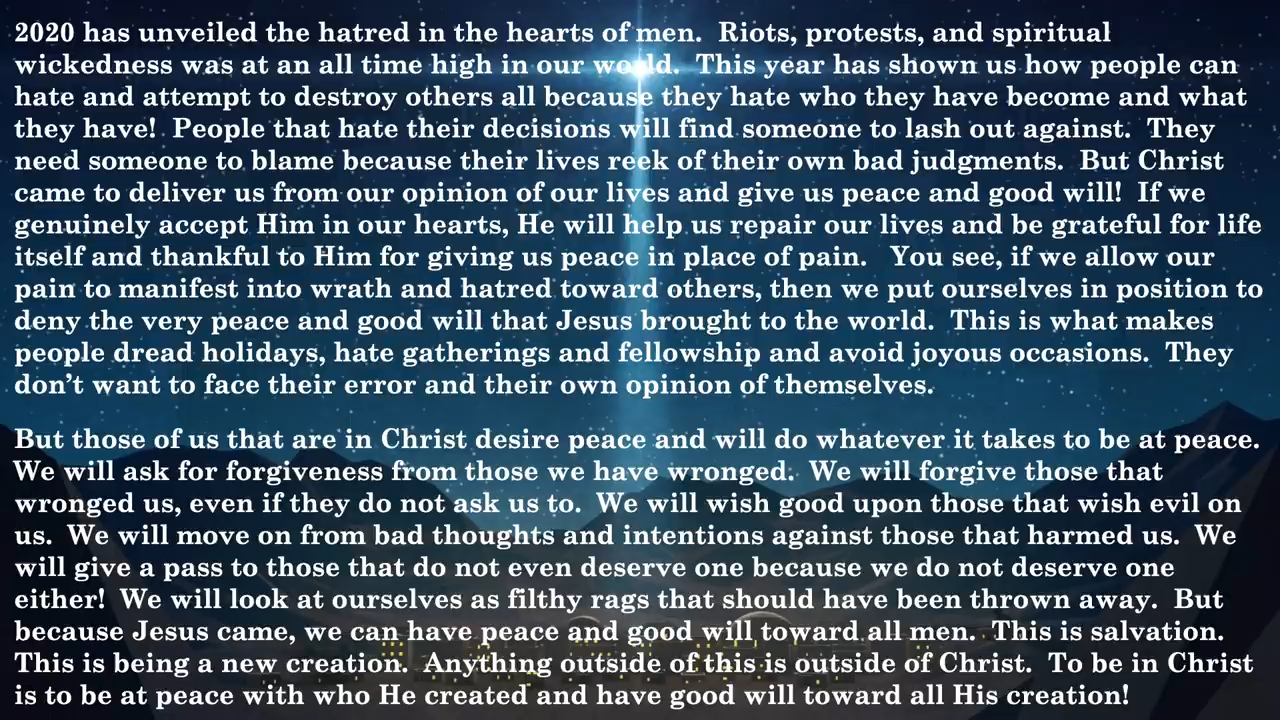 2020 has unveiled the hatred in the hearts of men.  Riots, protests, and spiritual
wickedness was at an all time high in our world.  This year has shown us how people can
hate and attempt to destroy others all because they hate who they have become and what
they have!  People that hate their decisions will find someone to lash out against.  They
need someone to blame because their lives reek of their own bad judgments.  But Christ
came to deliver us from our opinion of our lives and give us peace and good will!  If we
genuinely accept Him in our hearts, He will help us repair our lives and be grateful for life
itself and thankful to Him for giving us peace in place of pain.   You see, if we allow our
pain to manifest into wrath and hatred toward others, then we put ourselves in position to
deny the very peace and good will that Jesus brought to the world.  This is what makes
people dread holidays, hate gatherings and fellowship and avoid joyous occasions.  They
don’t want to face their error and their own opinion of themselves.
But those of us that are in Christ desire peace and will do whatever it takes to be at peace.
We will ask for forgiveness from those we have wronged.  We will forgive those that
wronged us, even if they do not ask us to.  We will wish good upon those that wish evil on
us.  We will move on from bad thoughts and intentions against those that harmed us.  We
will give a pass to those that do not even deserve one because we do not deserve one
either!  We will look at ourselves as filthy rags that should have been thrown away.  But
because Jesus came, we can have peace and good will toward all men.  This is salvation.
This is being a new creation.  Anything outside of this is outside of Christ.  To be in Christ
is to be at peace with who He created and have good will toward all His creation!